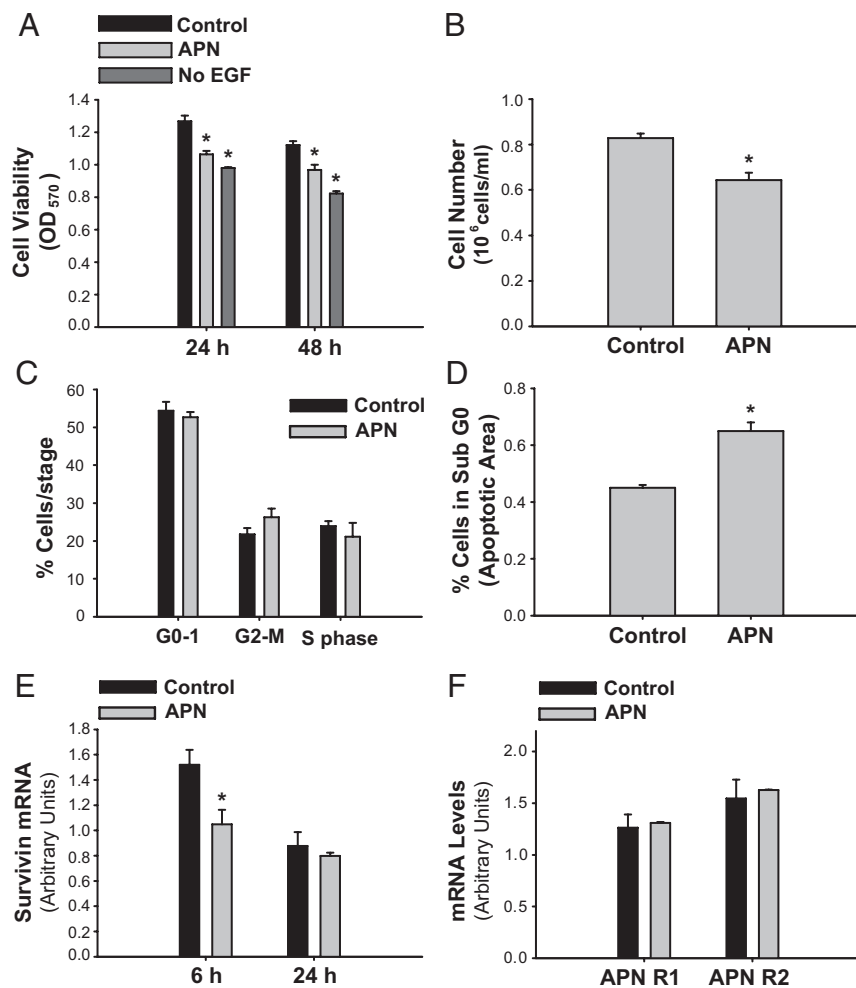 A
Control
APN
No EGF
Cell Viability
(OD 570)
1.4
1.2
1.0
0.8
0.6
0.4
0.2
0.0
*
*
*
*
24 h
48 h
B
Cell Number
(10 6 cells/ml)
1.0
0.8
0.6
0.4
0.2
0.0
*
Control
APN
C
% Cells/stage
60
50
40
30
20
10
0
Control
APN
G0-1
G2-M
S phase
D
% Cells in Sub G0
(Apoptotic Area)
0.8
0.6
0.4
0.2
0.0
*
Control
APN
E
Control
APN
Survivin mRNA
(Arbitrary Units)
1.8
1.6
1.4
1.2
1.0
0.8
0.6
0.4
0.2
0.0
*
6 h
24 h
F
Control
APN
mRNA Levels
(Arbitrary Units)
2.0
1.5
1.0
0.5
0.0
APN R1
APN R2